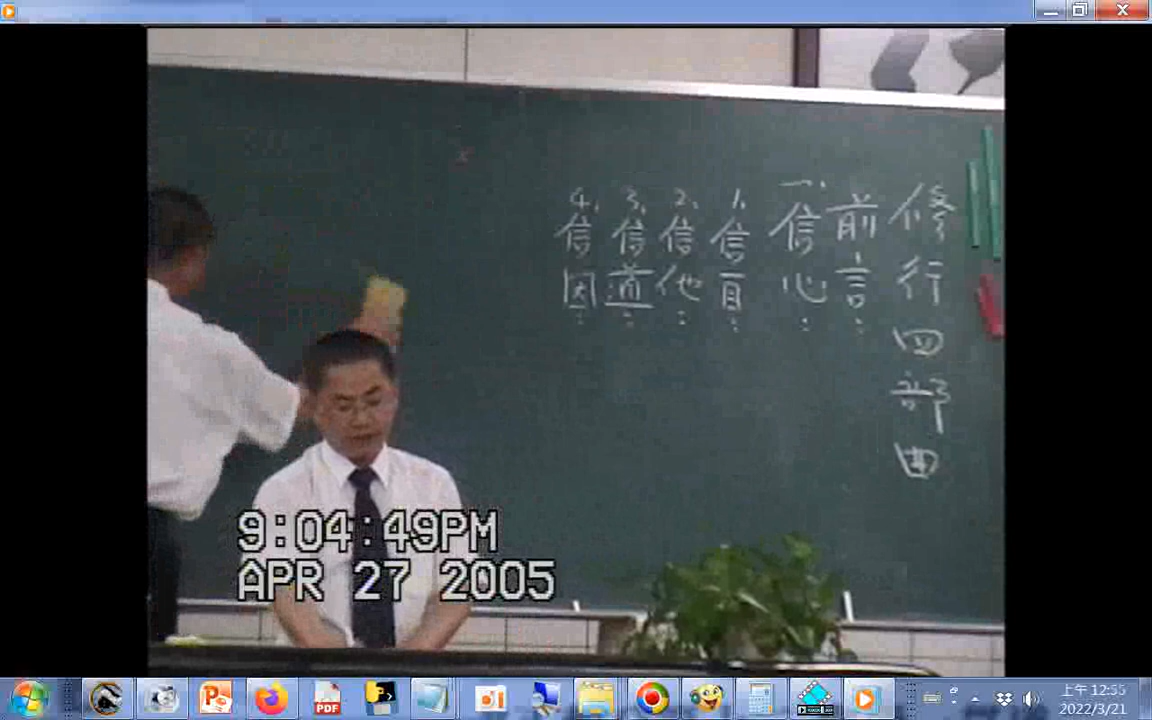 修行四部曲
前言：
一.信心：
1.信自：
2.信他：
3.信道：
4.信因：
9:04:49PM
APR 27 2005
PDF
上午 12:55
2022/3/21